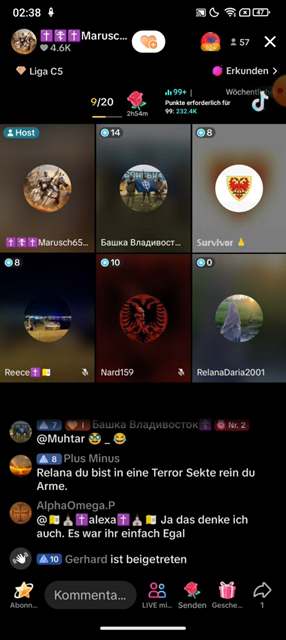 02:38
47
✝️☦️✝️Marusc...
4.6K
57
Liga C5
Erkunden >
9/20
2h54m
99+
Punkte erforderlich für
99: 232.4K
Wöchentli
Host
14
8
✝️☦️✝️Marusch65...
Башка Владивост...
Survivor 🙏
8
10
0
Reece✝️🇻🇦
Nard159
RelanaDaria2001
7
Башка Владивосток
Nr. 2
@Muhtar 🥸 _ 😂
8 Plus Minus
Relana du bist in eine Terror Sekte rein du
Arme.
AlphaOmega.P
@🇻🇦⛪✝️alexa✝️⛪🇻🇦 Ja das denke ich
auch. Es war ihr einfach Egal
10 Gerhard ist beigetreten
Abonn...
Kommenta...
LIVE mi...
Senden
Gesche...
1